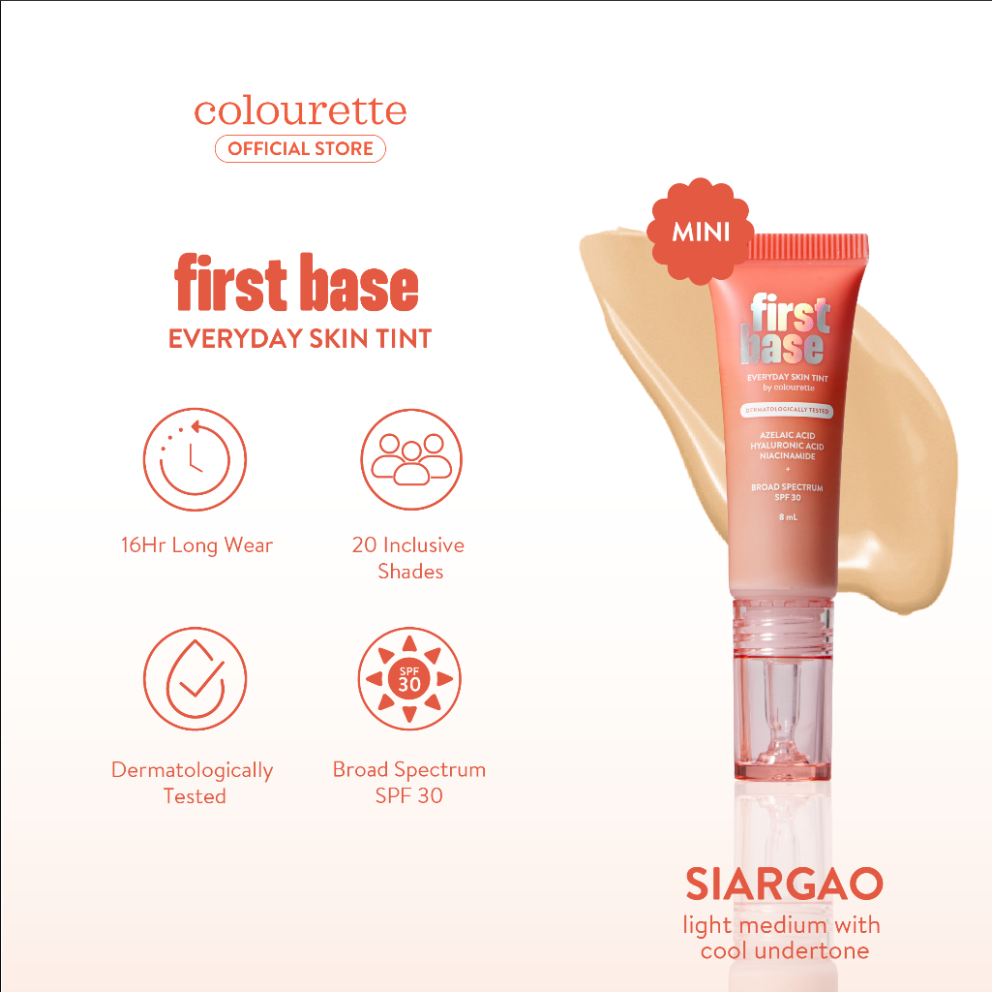 colourette
OFFICIAL STORE
first base
EVERYDAY SKIN TINT
16Hr Long Wear
20 Inclusive
Shades
SPF
30
Dermatologically
Tested
Broad Spectrum
SPF 30
MINI
first
base
EVERYDAY SKIN TINT
by colourette
DERMATOLOGICALLY TESTED
AZELAIC ACID
HYALURONIC ACID
NIACINAMIDE
+
BROAD SPECTRUM
SPF 30
8 mL
SIARGAO
light medium with
cool undertone